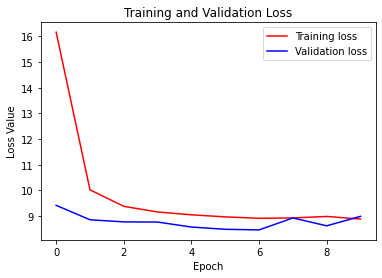 Training and Validation Loss
Training loss
Validation loss
16
15
14
13
12
11
10
9
Loss Value
0
2
4
6
8
Epoch